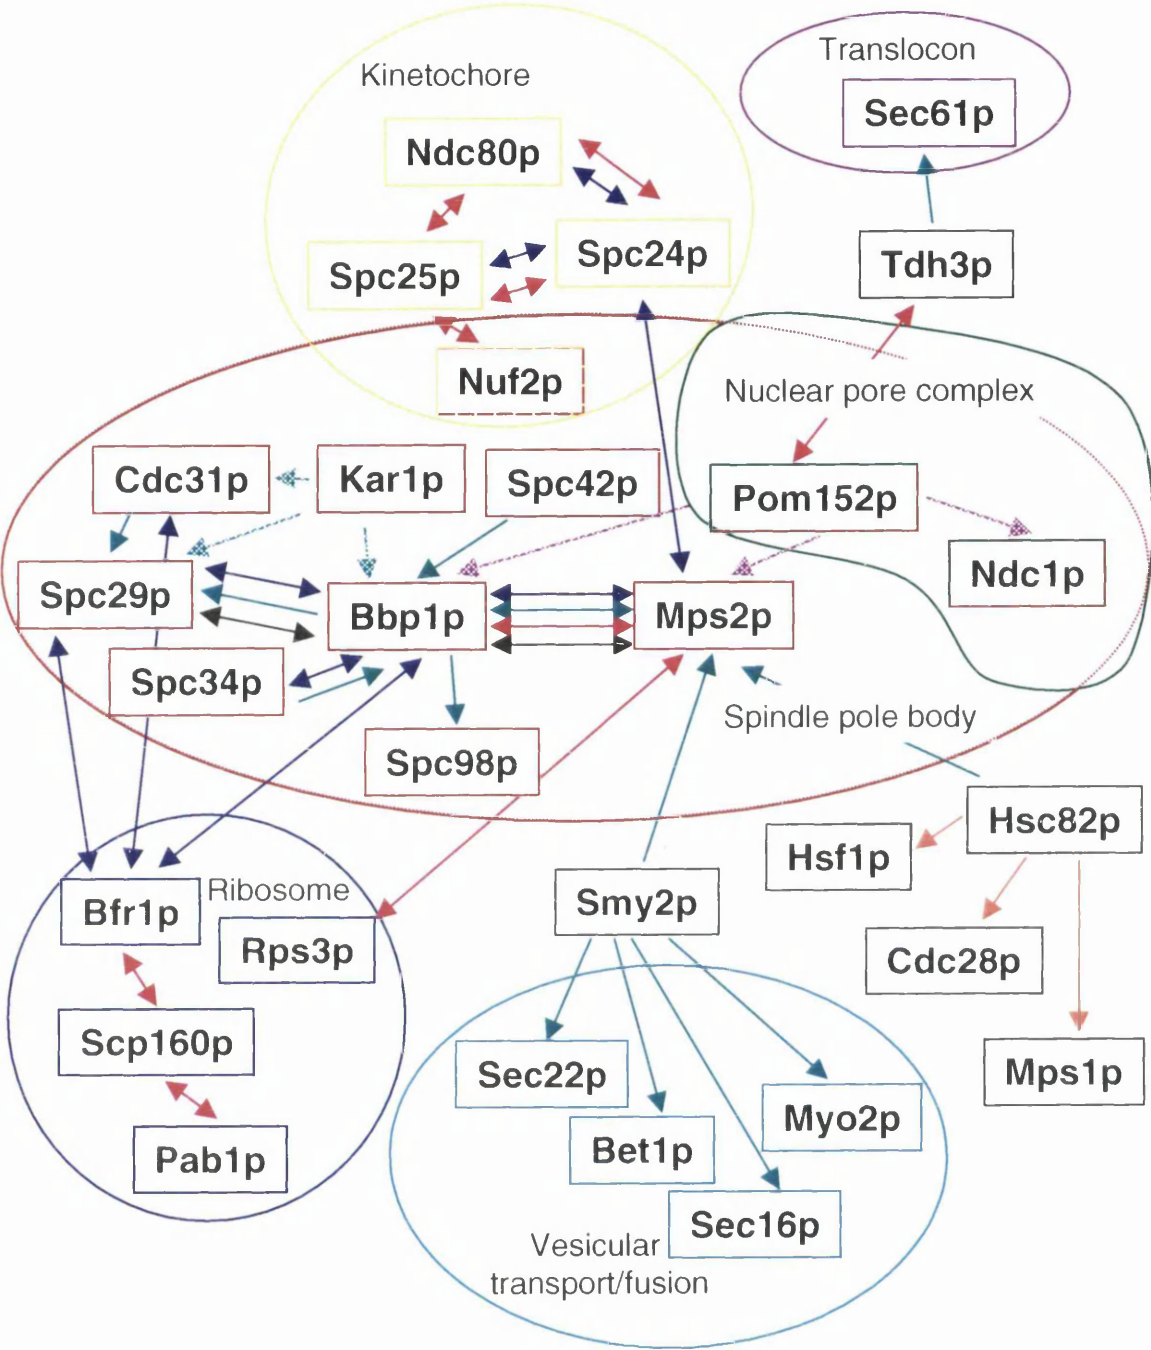 Translocon
Kinetochore
Sec61p
Ndc80p
Spc24p
Tdh3p
Spc25p
Nuf2p
Nuclear pore complex
Cdc31p
Kar1p
Spc42p
Pom152p
Ndc1p
Spc29p
Bbp1p
Mps2p
Spc34p
Spindle pole body
Spc98p
Hsc82p
Hsf1p
Ribosome
Bfr1p
Smy2p
Rps3p
Cdc28p
Scp160p
Sec22p
Mps1p
Myo2p
Bet1p
Pab1p
Sec16p
Vesicular
transport/fusion